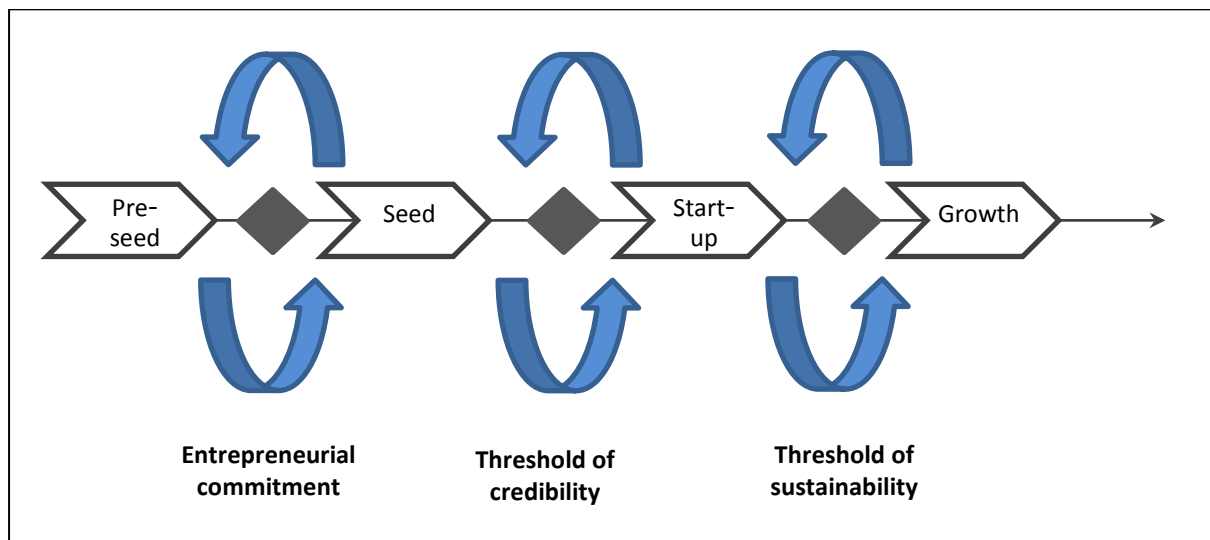 Pre-
seed
Seed
Start-
up
Growth
Entrepreneurial
commitment
Threshold of
credibility
Threshold of
sustainability